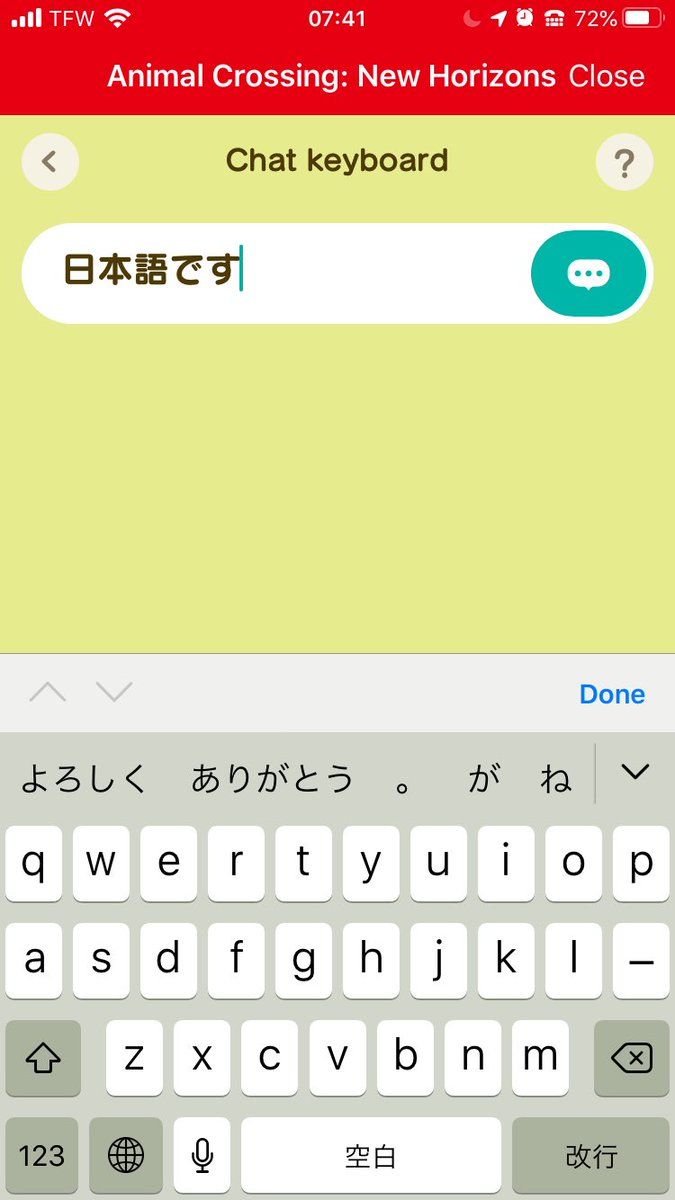 TFW 07:41 72%
Animal Crossing: New Horizons Close
Chat keyboard ?
日本語です
Done
よろしく ありがとう 。 が ね
q w e r t y u i o p
a s d f g h j k l ー
z x c v b n m
123 空白 改行